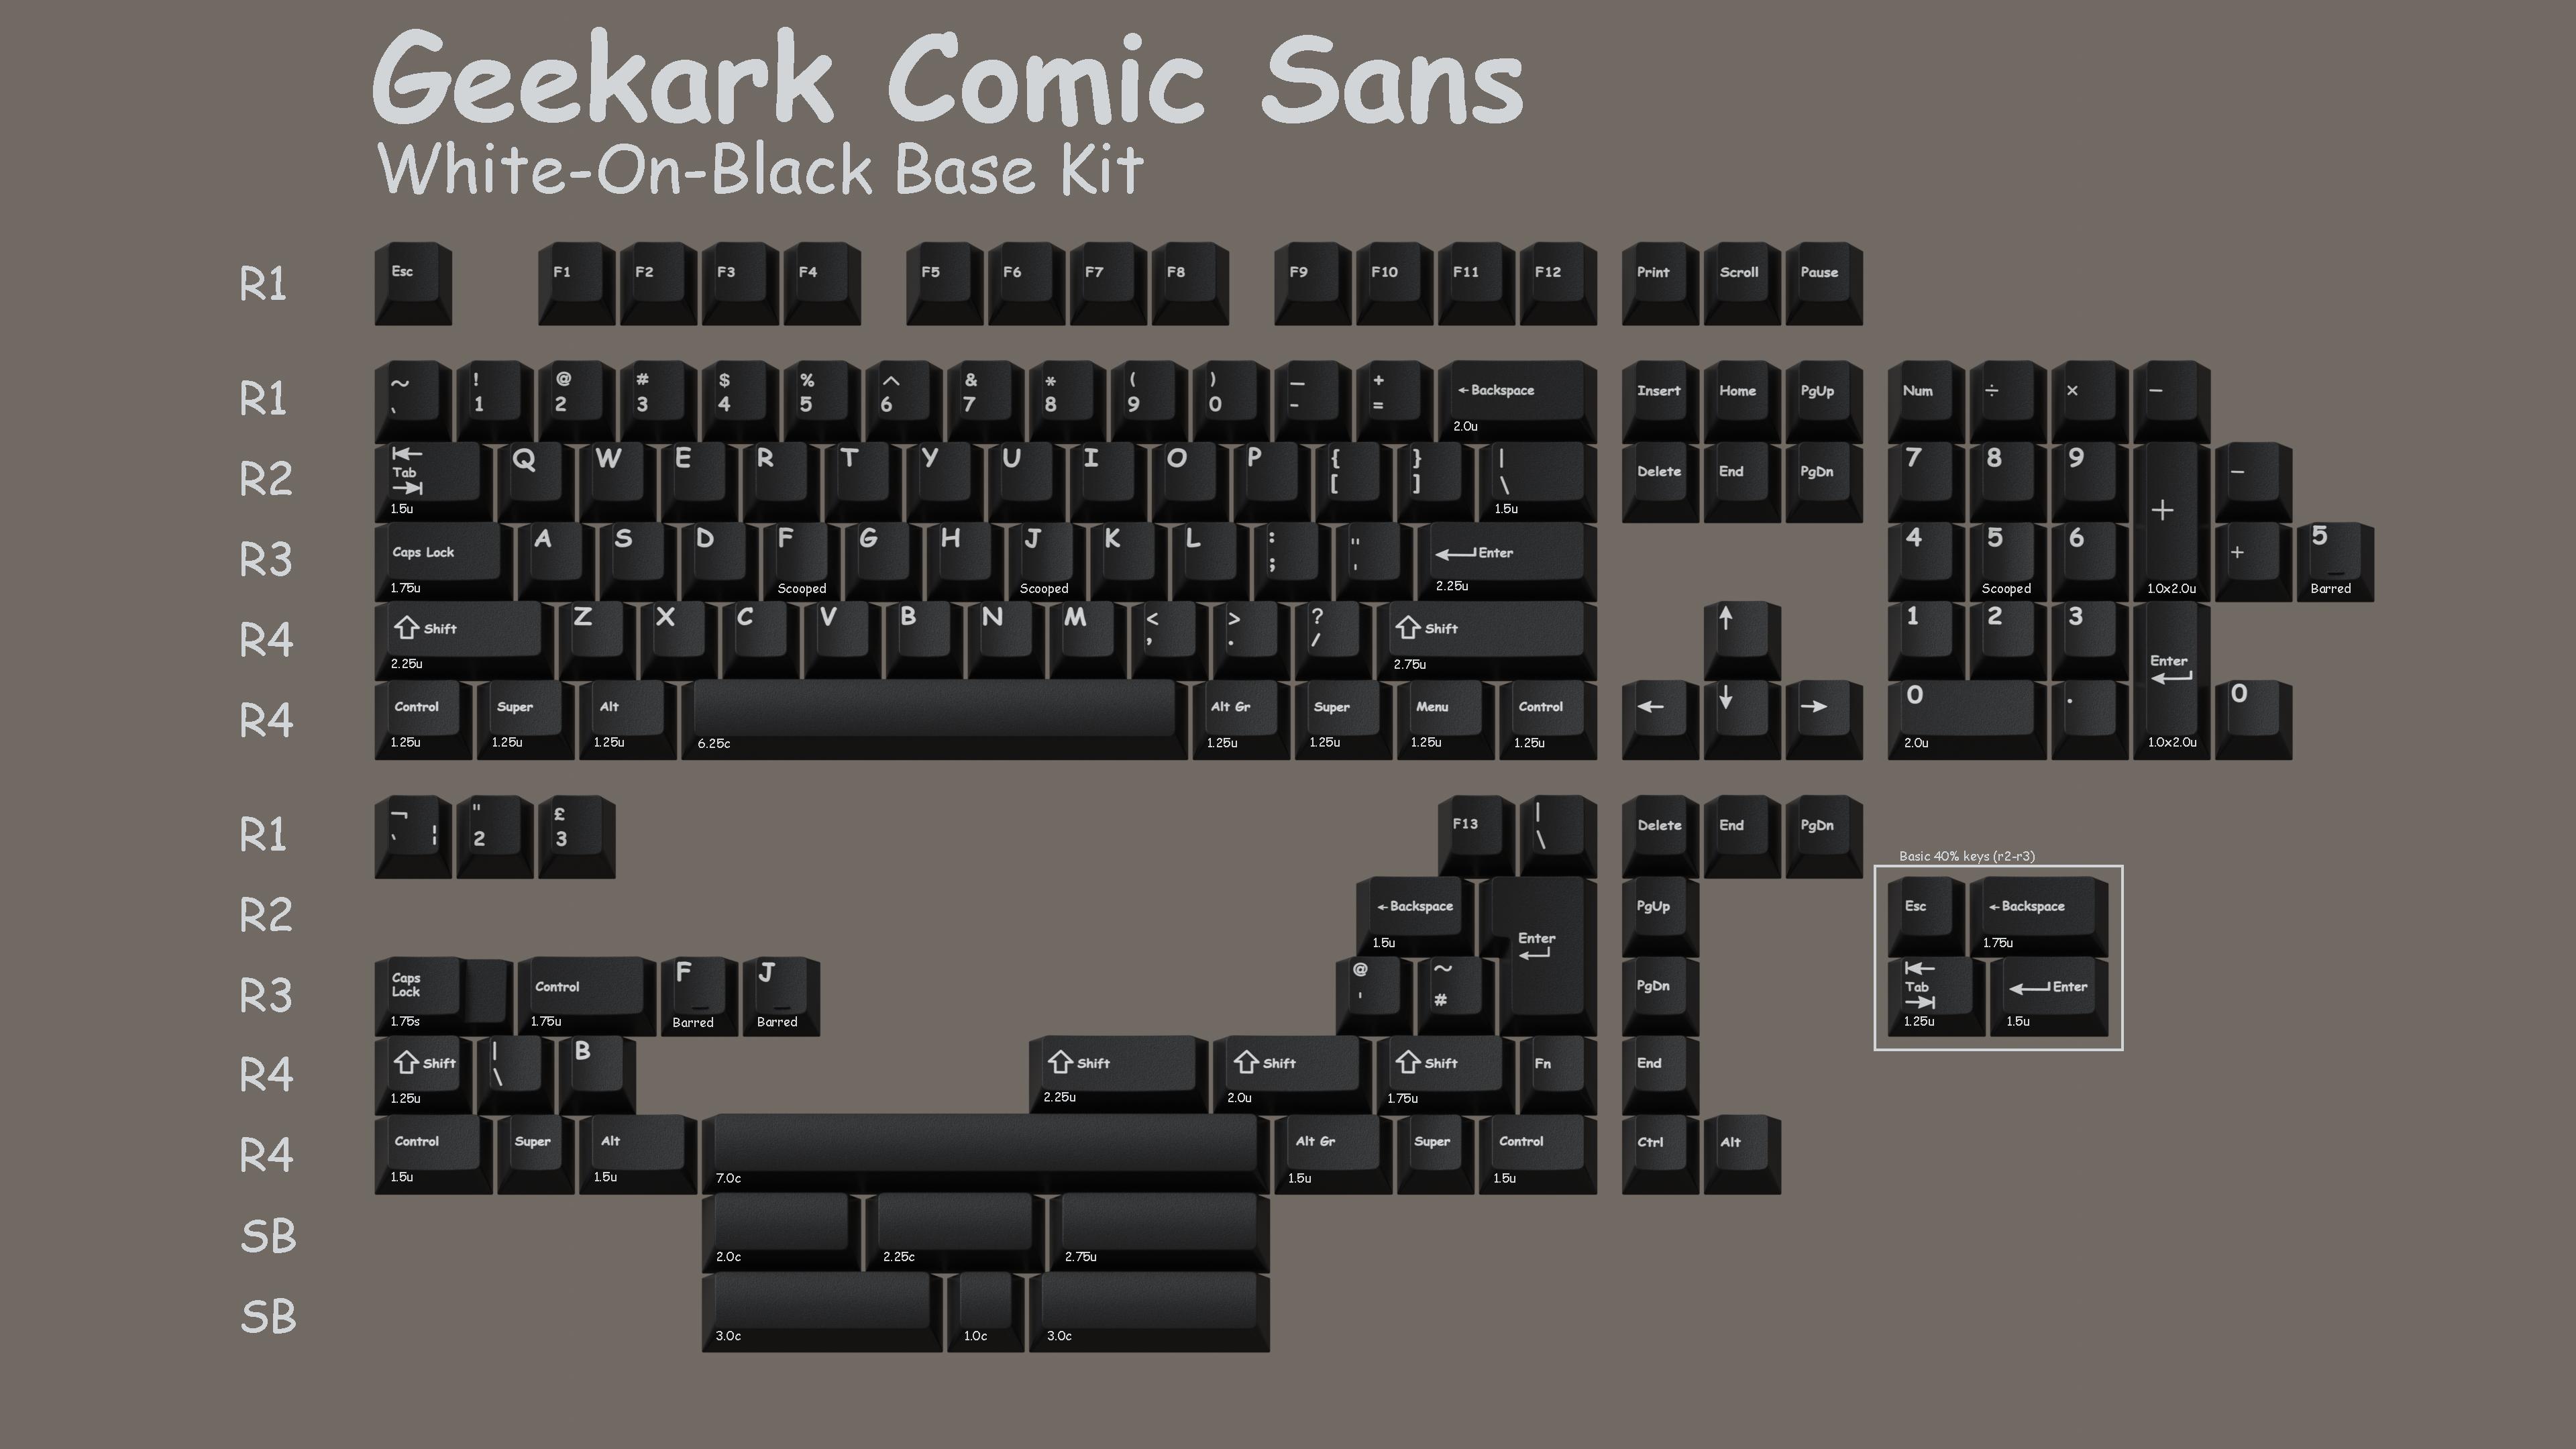 Geekark Comic Sans
White-On-Black Base Kit
R1 Esc F1 F2 F3 F4 F5 F6 F7 F8 F9 F10 F11 F12 Print Scroll Pause
R1 ~ ! @ # $ % ^ & * ( ) _ + ←Backspace Insert Home PgUp Num ÷ × −
` 1 2 3 4 5 6 7 8 9 0 - =
2.0u
R2 Tab Q W E R T Y U I O P { } | Delete End PgDn 7 8 9 + −
[ ] \
1.5u 1.5u
R3 Caps Lock A S D F G H J K L : " Enter 4 5 6 + 5
; '
1.75u Scooped Scooped 2.25u Scooped 1.0x2.0u Barred
R4 Shift Z X C V B N M < > ? Shift ↑ 1 2 3 Enter
, . /
2.25u 2.75u
R4 Control Super Alt Alt Gr Super Menu Control ← ↓ → 0 . 0
1.25u 1.25u 1.25u 6.25c 1.25u 1.25u 1.25u 1.25u 2.0u 1.0x2.0u
R1 ¬ " £ F13 | Delete End PgDn
` ¦ 2 3 \
Basic 40% keys (r2-r3)
R2 ←Backspace Enter PgUp Esc ←Backspace
1.5u 1.75u
R3 Caps Lock Control F J @ ~ PgDn Tab Enter
' #
1.75s 1.75u Barred Barred 1.25u 1.5u
R4 Shift | B Shift Shift Shift Fn End
\
1.25u 2.25u 2.0u 1.75u
R4 Control Super Alt Alt Gr Super Control Ctrl Alt
1.5u 1.5u 7.0c 1.5u 1.5u
SB
2.0c 2.25c 2.75u
SB
3.0c 1.0c 3.0c